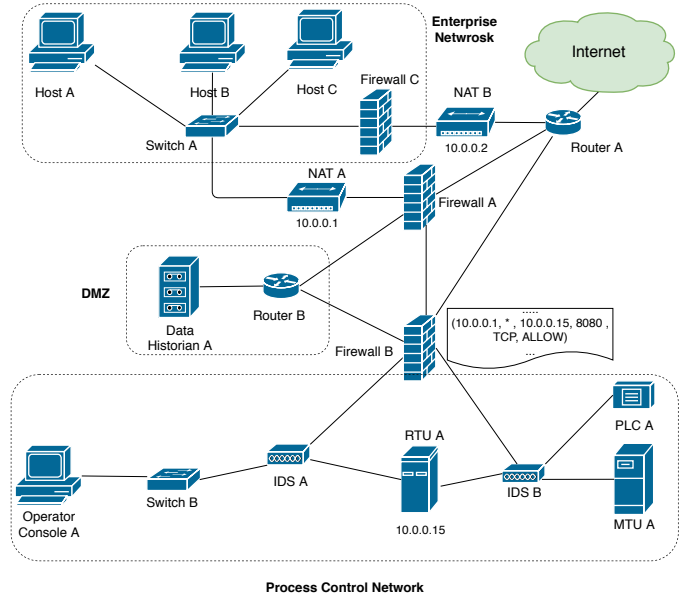 Enterprise
Netwrosk
Internet
Host A
Host B
Host C
Firewall C
NAT B
Switch A
10.0.0.2
Router A
NAT A
Firewall A
10.0.0.1
DMZ
Data
Historian A
Router B
Firewall B
.....
(10.0.0.1, * , 10.0.0.15, 8080 ,
TCP, ALLOW)
...
PLC A
RTU A
IDS A
IDS B
Switch B
Operator
Console A
10.0.0.15
MTU A
Process Control Network